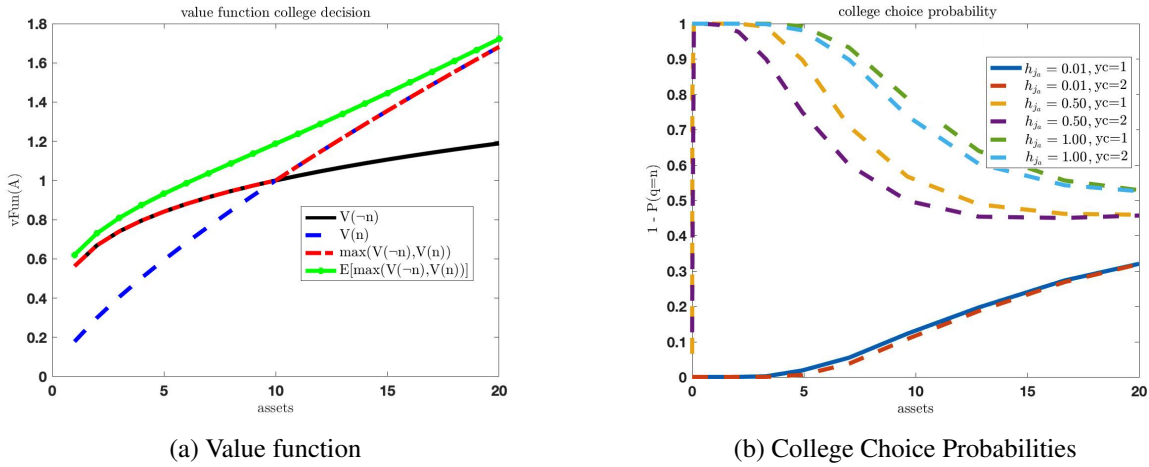 value function college decision
vFun(A)
1.8
1.6
1.4
1.2
1
0.8
0.6
0.4
0.2
0
V(¬n)
V(n)
max(V(¬n),V(n))
E[max(V(¬n),V(n))]
0 5 10 15 20
assets
(a) Value function
college choice probability
1 - P(q=n)
1
0.9
0.8
0.7
0.6
0.5
0.4
0.3
0.2
0.1
0
h_{j_a} = 0.01, yc=1
h_{j_a} = 0.01, yc=2
h_{j_a} = 0.50, yc=1
h_{j_a} = 0.50, yc=2
h_{j_a} = 1.00, yc=1
h_{j_a} = 1.00, yc=2
0 5 10 15 20
assets
(b) College Choice Probabilities